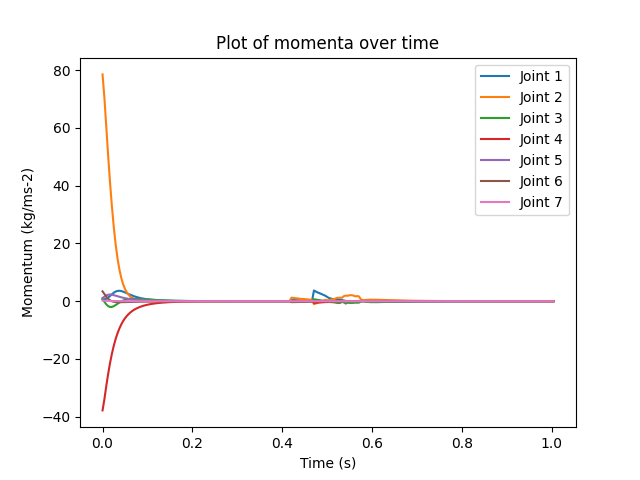 Plot of momenta over time
Momentum (kg/ms-2)
80
60
40
20
0
−20
−40
0.0 0.2 0.4 0.6 0.8 1.0
Time (s)
Joint 1
Joint 2
Joint 3
Joint 4
Joint 5
Joint 6
Joint 7